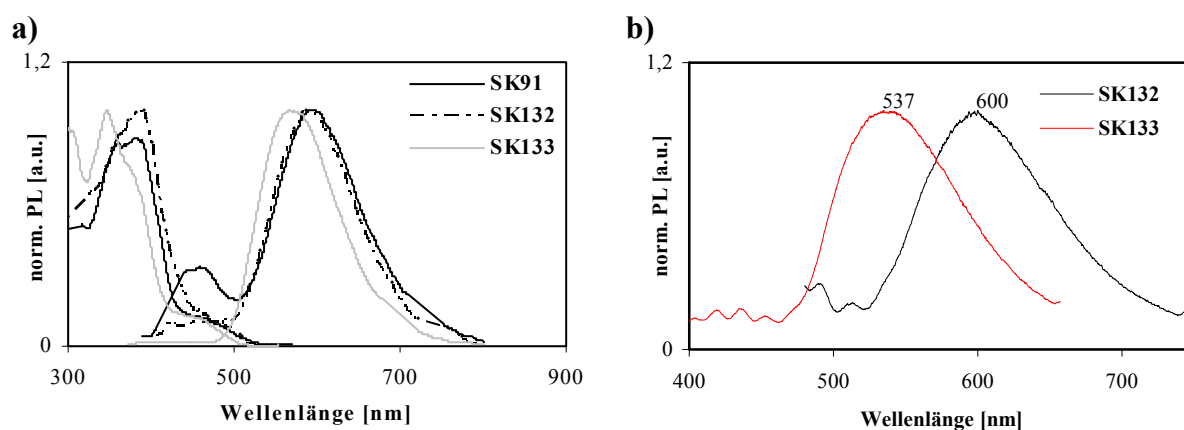 a)
1,2
SK91
SK132
SK133
norm. PL [a.u.]
0
300 500 700 900
Wellenlänge [nm]
b)
1,2
537 600
SK132
SK133
norm. PL [a.u.]
0
400 500 600 700
Wellenlänge [nm]